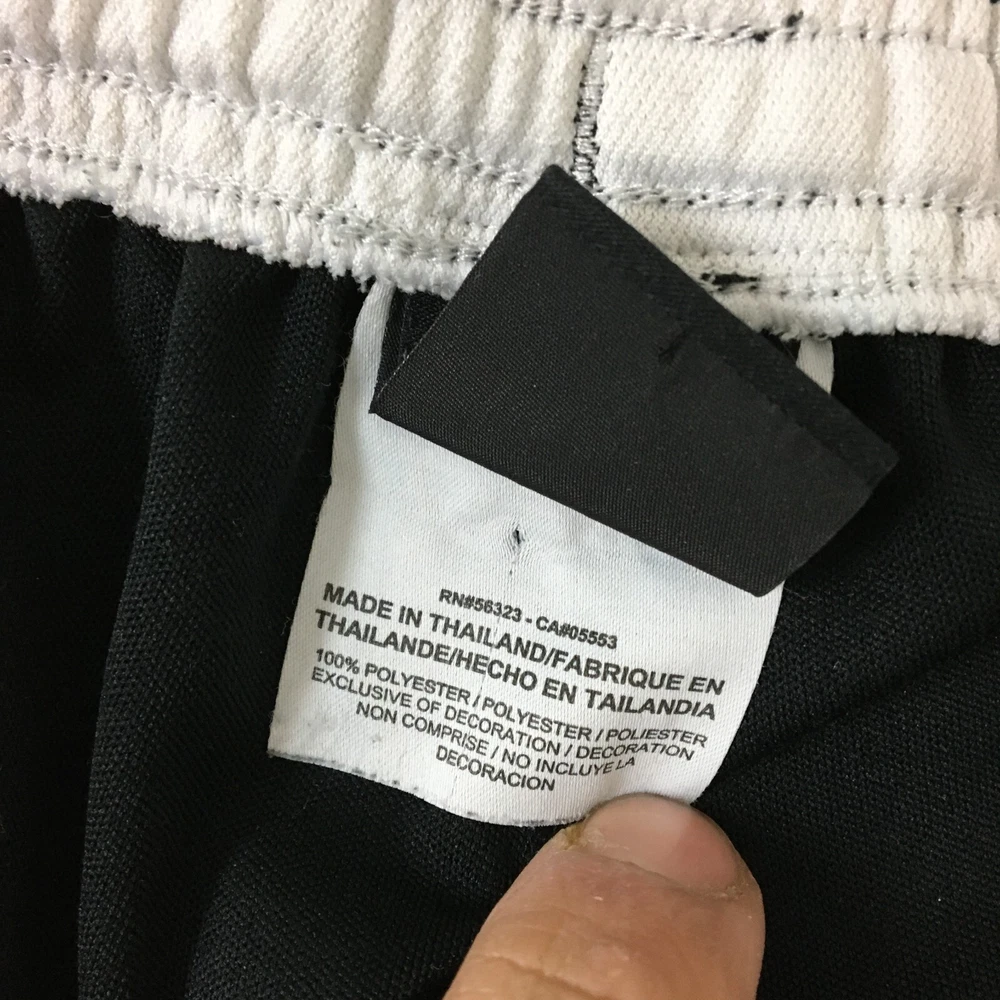 RN#56323 - CA#05553
MADE IN THAILAND/FABRIQUE EN
THAILANDE/HECHO EN TAILANDIA
100% POLYESTER / POLYESTER / POLIESTER
EXCLUSIVE OF DECORATION / DECORATION
NON COMPRISE / NO INCLUYE LA
DECORACION